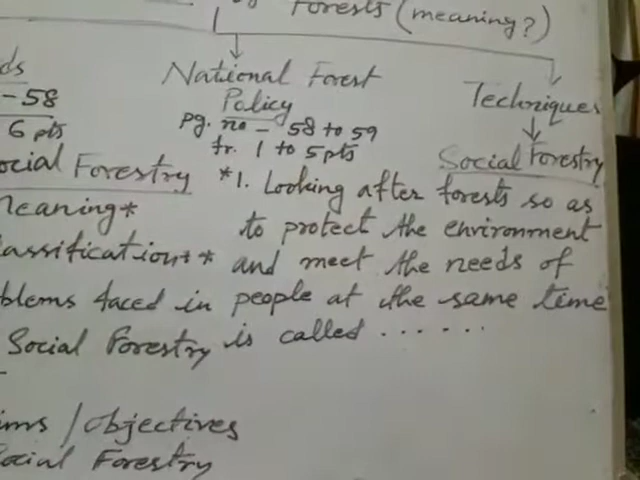 Forests (meaning?)
National Forest
Policy
pg. no - 58 to 59
fr. 1 to 5 pts
Techniques
Social Forestry
ds
- 58
6 pts
ocial Forestry
meaning*
assification**
blems faced in
Social Forestry
*1. Looking after forests so as
to protect the environment
and meet the needs of
people at the same time
is called ......
ims / objectives
ocial Forestry